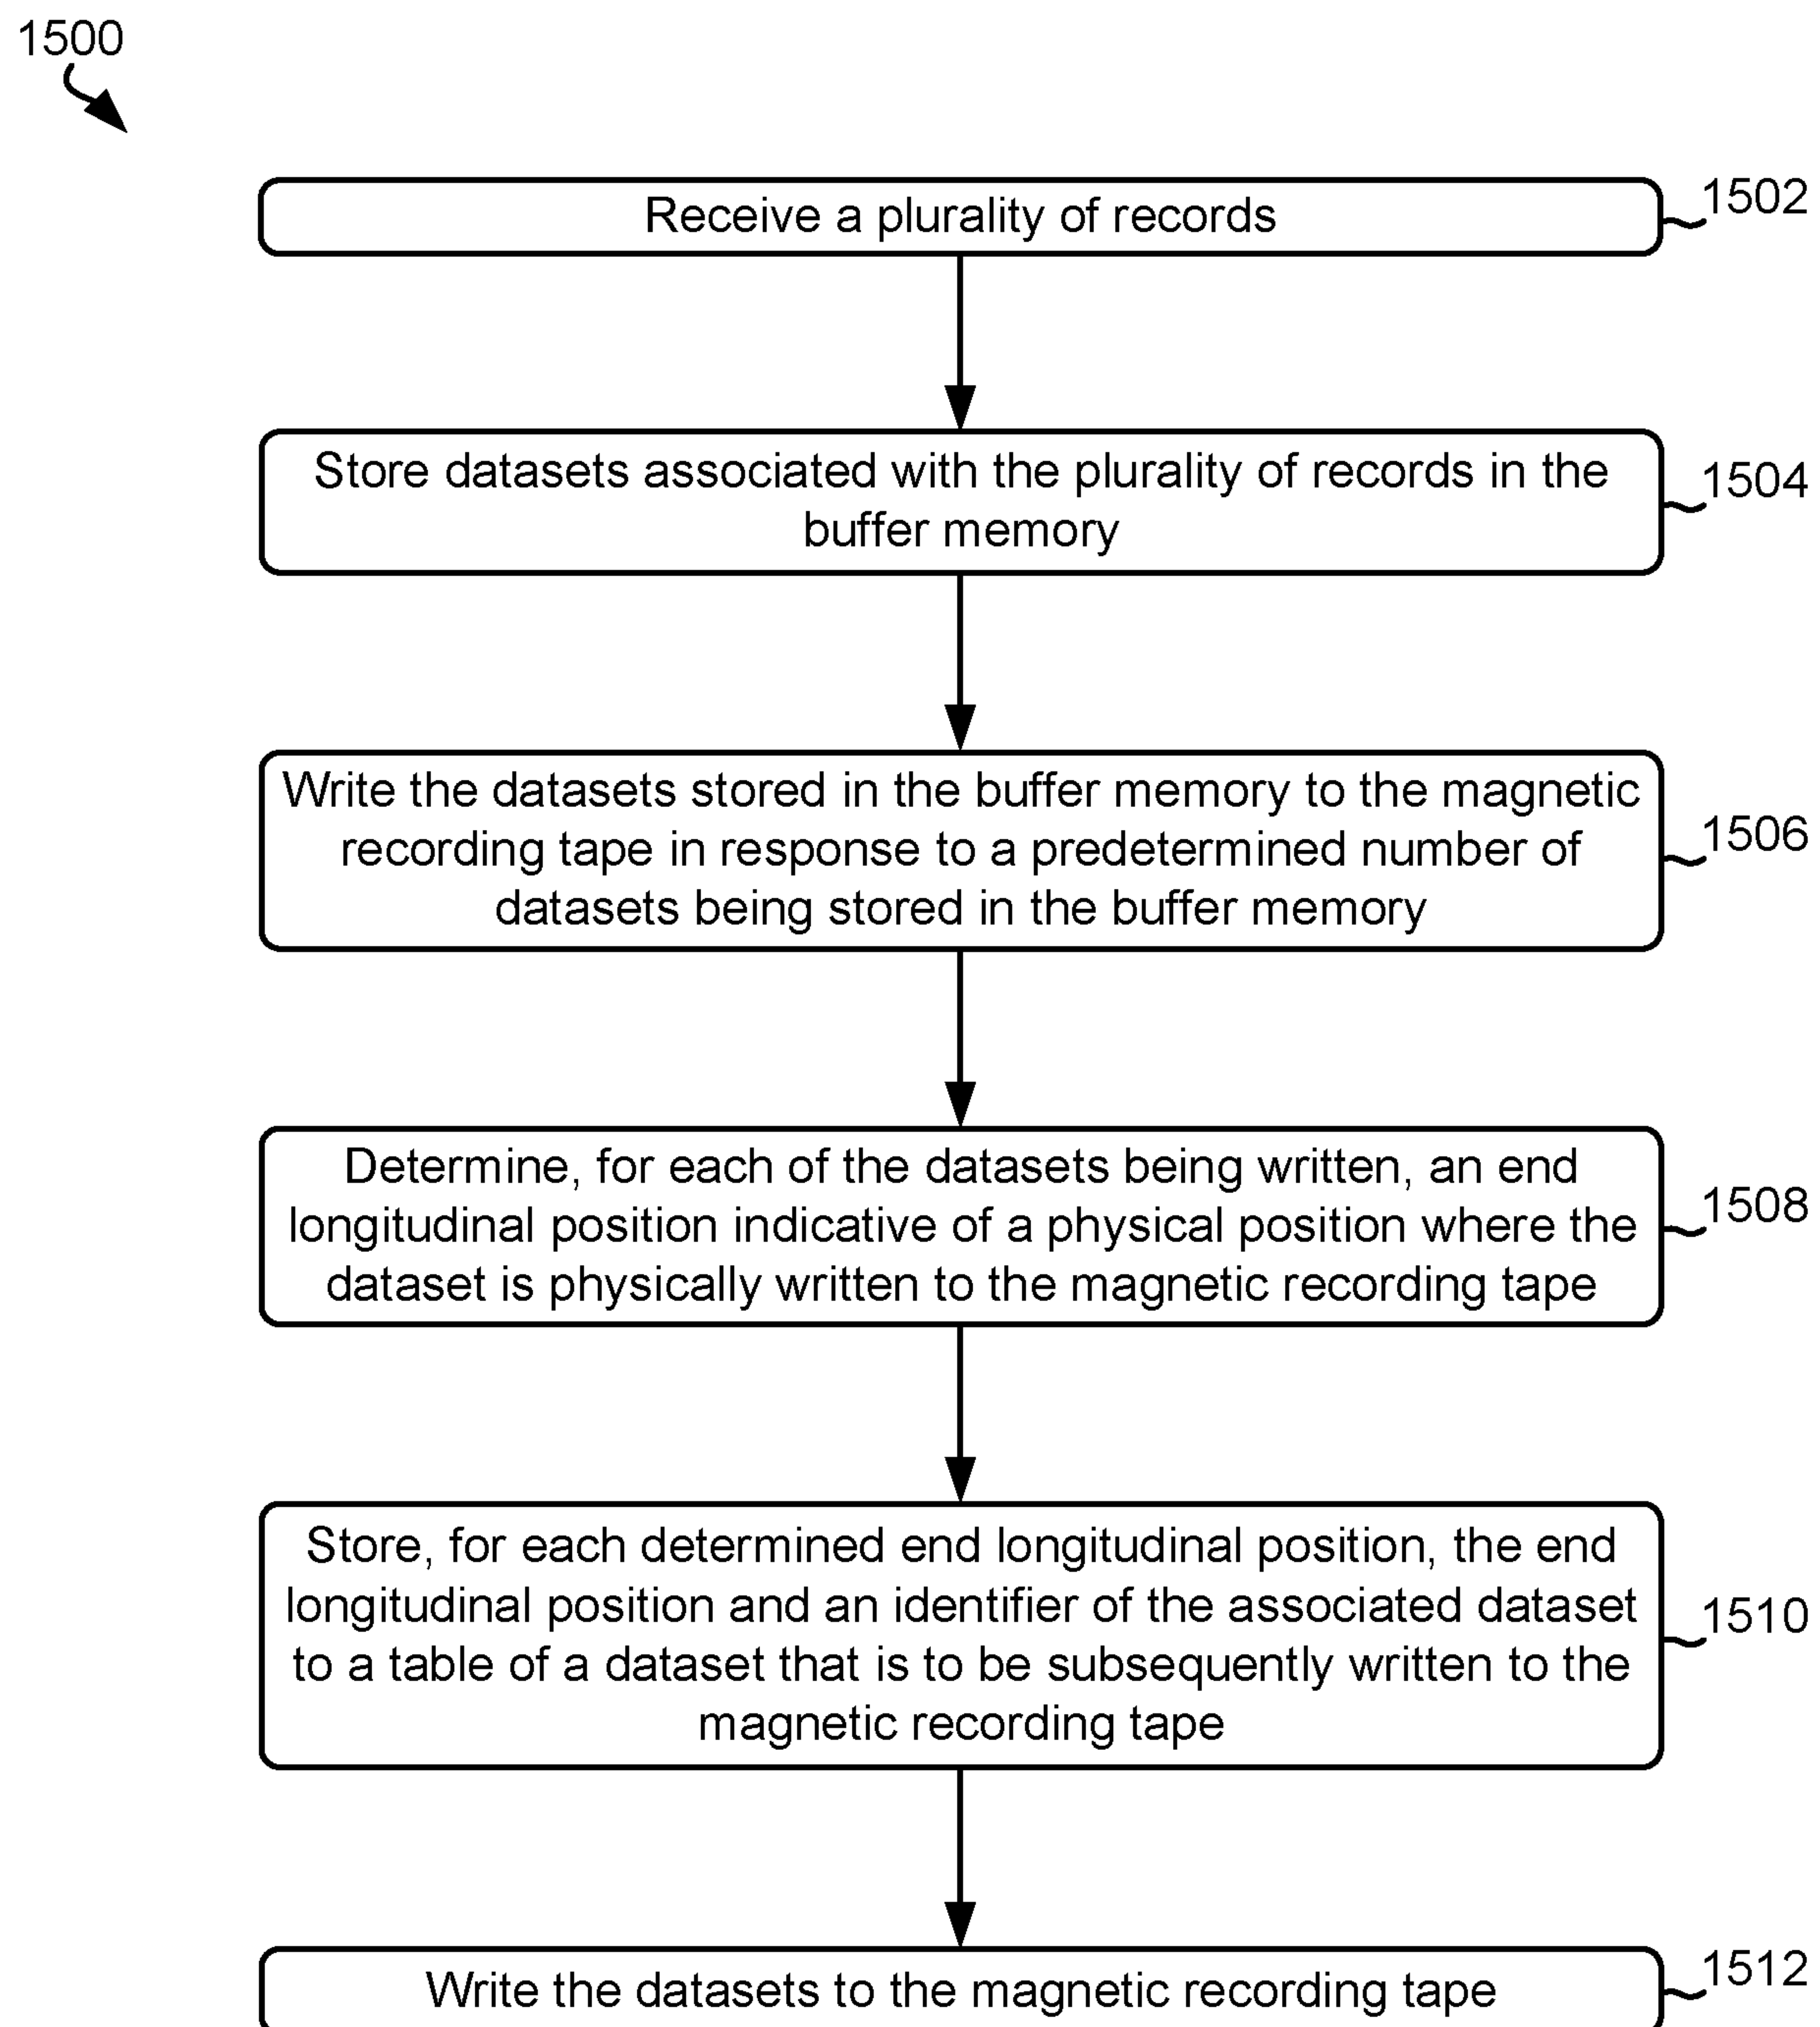 1500
Receive a plurality of records
1502
Store datasets associated with the plurality of records in the
buffer memory
1504
Write the datasets stored in the buffer memory to the magnetic
recording tape in response to a predetermined number of
datasets being stored in the buffer memory
1506
Determine, for each of the datasets being written, an end
longitudinal position indicative of a physical position where the
dataset is physically written to the magnetic recording tape
1508
Store, for each determined end longitudinal position, the end
longitudinal position and an identifier of the associated dataset
to a table of a dataset that is to be subsequently written to the
magnetic recording tape
1510
Write the datasets to the magnetic recording tape
1512